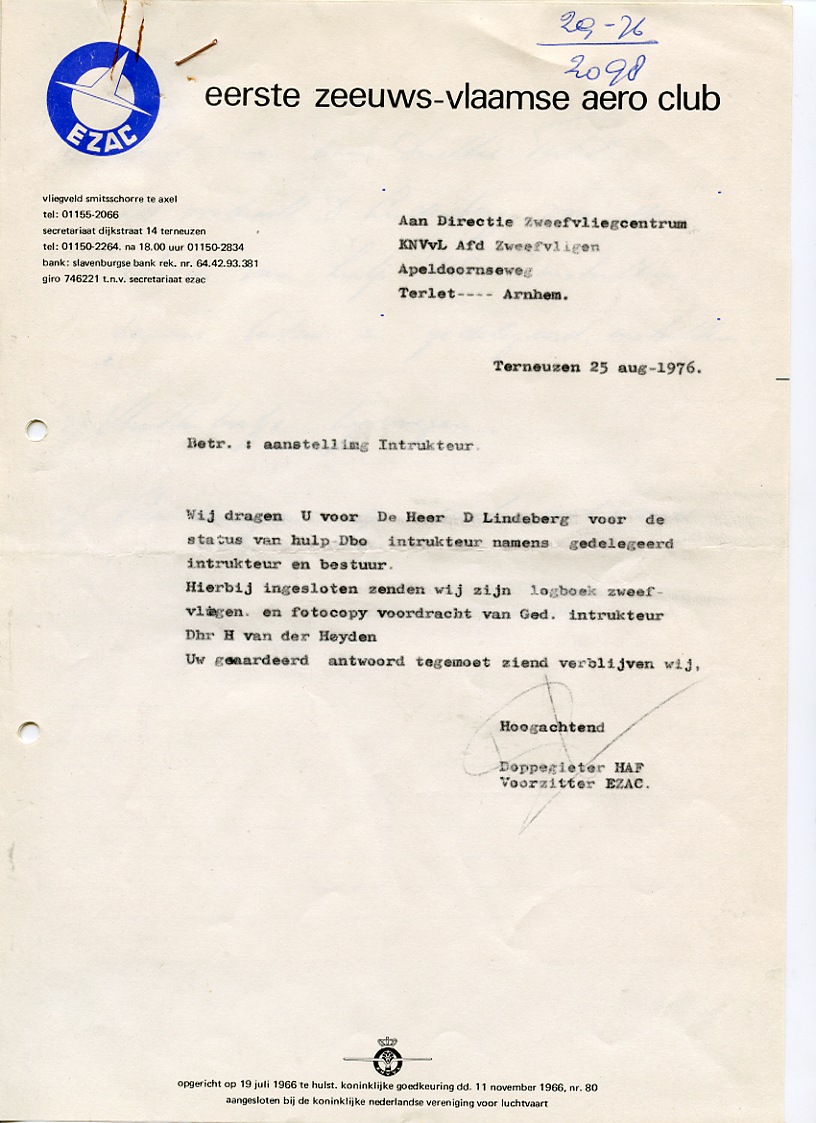 29-76
2098
EZAC
eerste zeeuws-vlaamse aero club
vliegveld smitsschorre te axel
tel: 01155-2066
secretariaat dijkstraat 14 terneuzen
tel: 01150-2264. na 18.00 uur 01150-2834
bank: slavenburgse bank rek. nr. 64.42.93.381
giro 746221 t.n.v. secretariaat ezac
Aan Directie Zweefvliegcentrum
KNVvL Afd Zweefvligen
Apeldoornseweg
Terlet---- Arnhem.
Terneuzen 25 aug-1976.
Betr. : aanstelling Intrukteur.
Wij dragen U voor De Heer D Lindeberg voor de
status van hulp Dbo intrukteur namens gedelegeerd
intrukteur en bestuur.
Hierbij ingesloten zenden wij zijn logboek zweef-
vliegen. en fotocopy voordracht van Ged. intrukteur
Dhr H van der Heyden
Uw gewaardeerd antwoord tegemoet ziend verblijven wij,
Hoogachtend
Doppegieter HAF
Voorzitter EZAC.
opgericht op 19 juli 1966 te hulst. koninklijke goedkeuring dd. 11 november 1966, nr. 80
aangesloten bij de koninklijke nederlandse vereniging voor luchtvaart